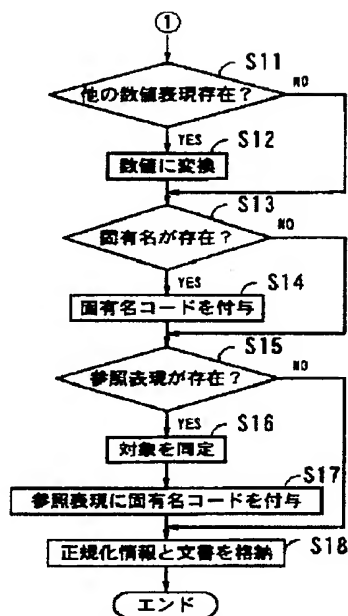 ①
S11
他の数値表現存在?
NO
YES
S12
数値に変換
S13
固有名が存在?
NO
YES
S14
固有名コードを付与
S15
参照表現が存在?
NO
YES
S16
対象を同定
S17
参照表現に固有名コードを付与
正規化情報と文書を格納
S18
エンド